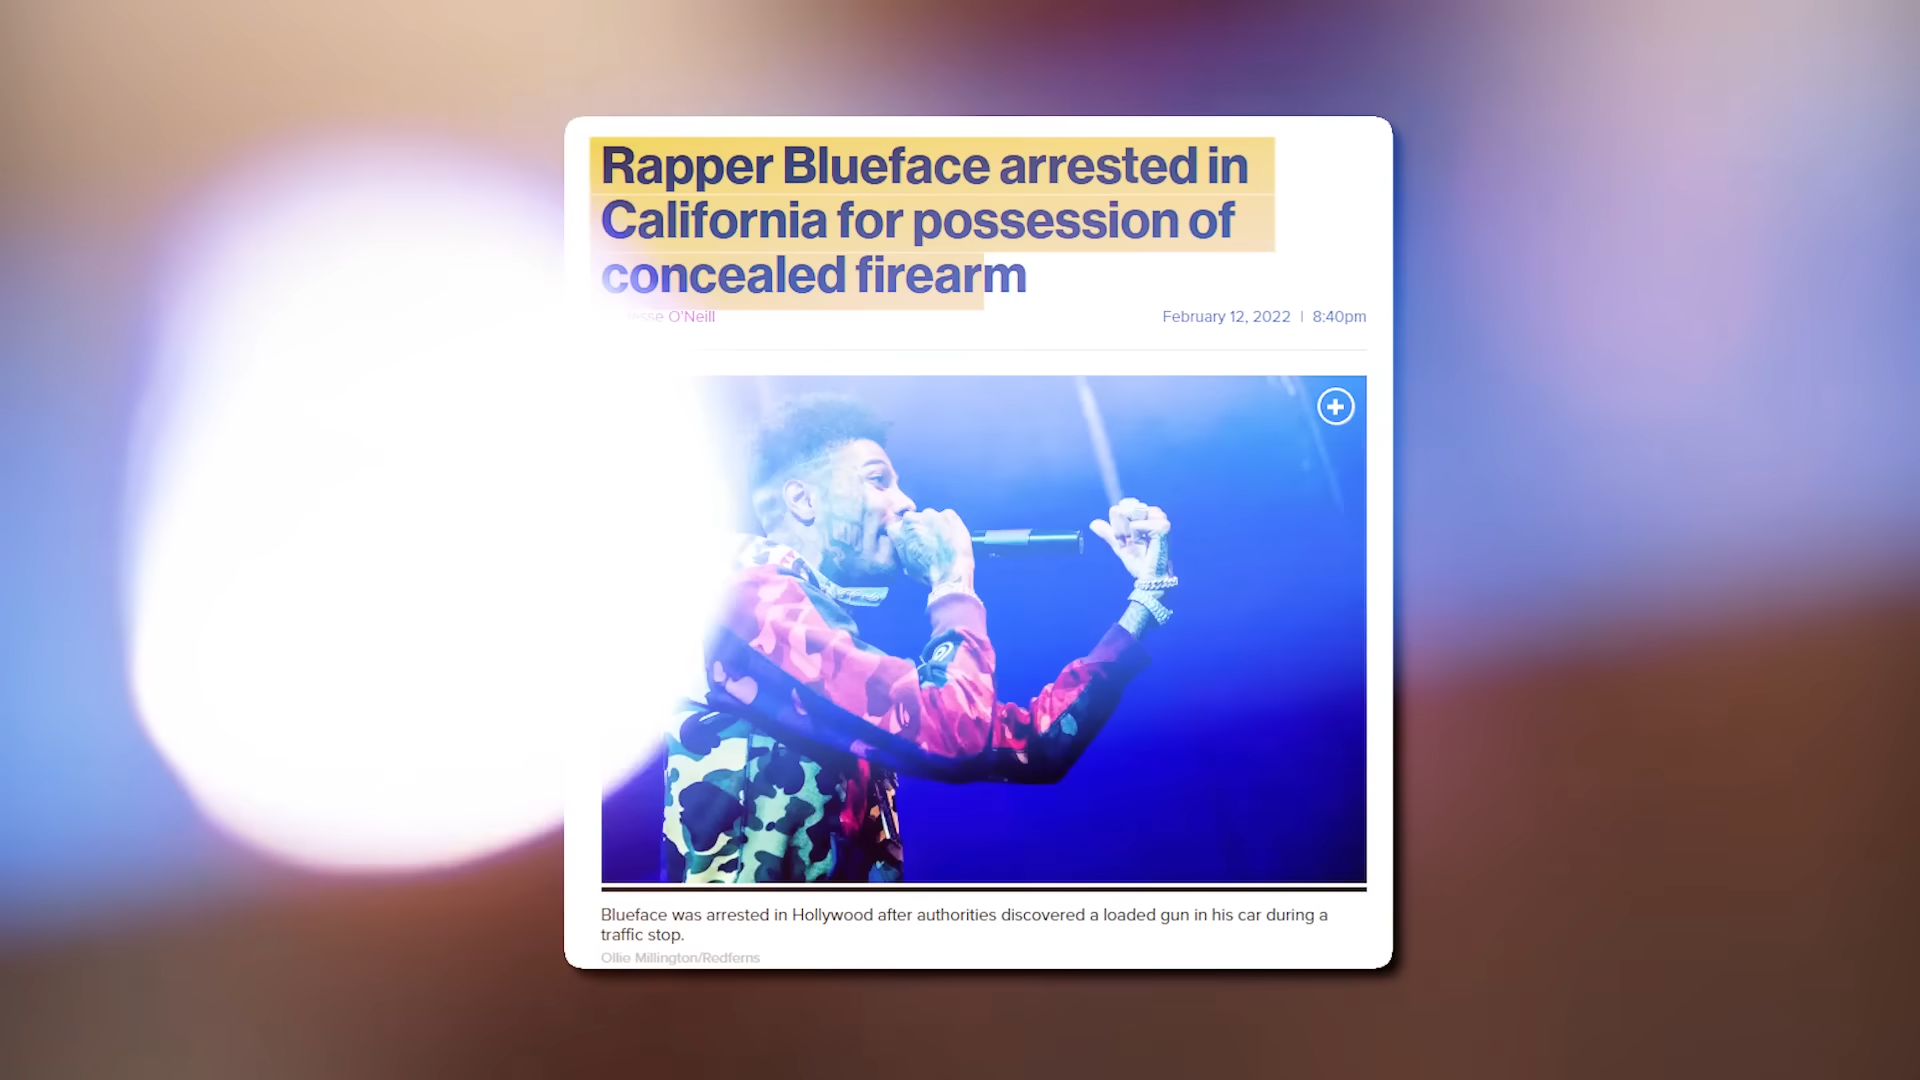 Rapper Blueface arrested in
California for possession of
concealed firearm
O'Neill
February 12, 2022 | 8:40pm
Blueface was arrested in Hollywood after authorities discovered a loaded gun in his car during a
traffic stop.
Ollie Millington/Redferns